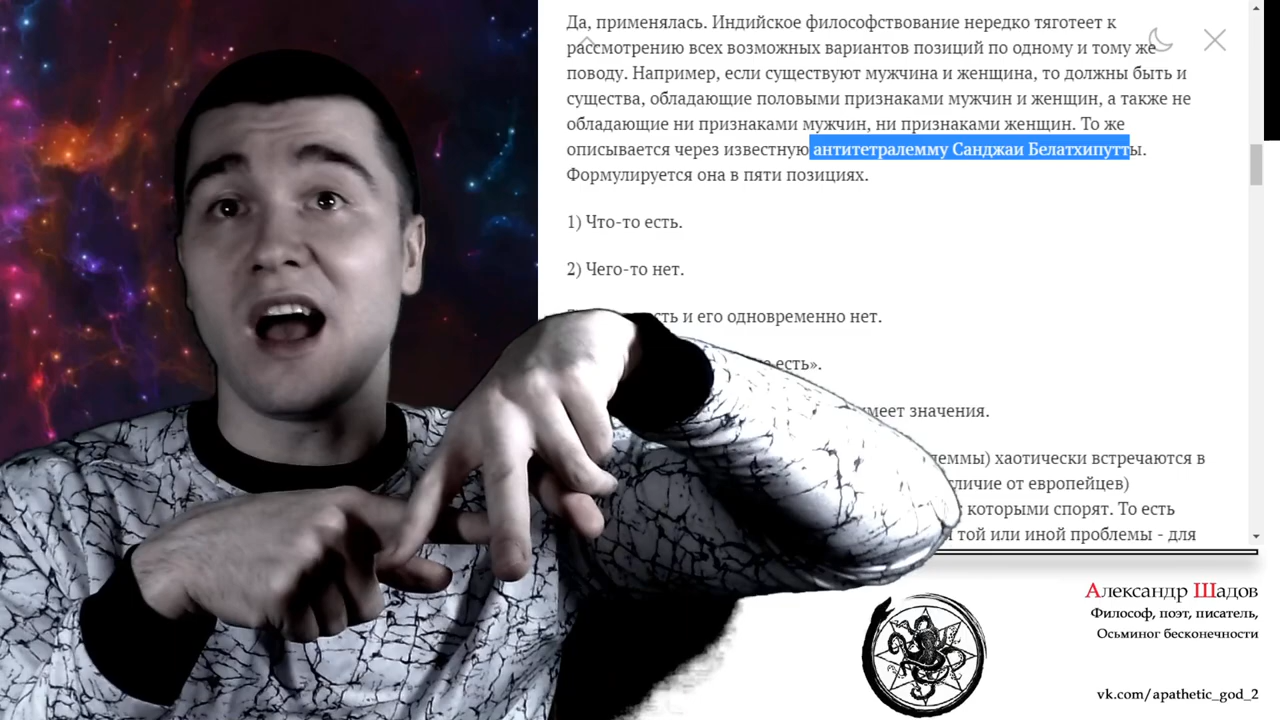 Да, применялась. Индийское философствование нередко тяготеет к
рассмотрению всех возможных вариантов позиций по одному и тому же
поводу. Например, если существуют мужчина и женщина, то должны быть и
существа, обладающие половыми признаками мужчин и женщин, а также не
обладающие ни признаками мужчин, ни признаками женщин. То же
описывается через известную антитетралемму Санджаи Белатхипутты.
Формулируется она в пяти позициях.
1) Что-то есть.
2) Чего-то нет.
и его одновременно нет.
есть».
значения.
хаотически встречаются в
от европейцев)
которыми спорят. То есть
той или иной проблемы - для
Александр Шадов
Философ, поэт, писатель,
Осьминог бесконечности
vk.com/apathetic_god_2